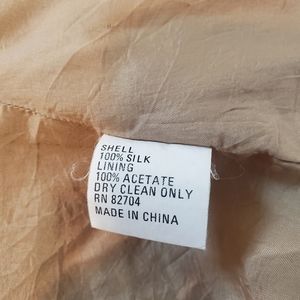 SHELL
100% SILK
LINING
100% ACETATE
DRY CLEAN ONLY
RN 82704
MADE IN CHINA